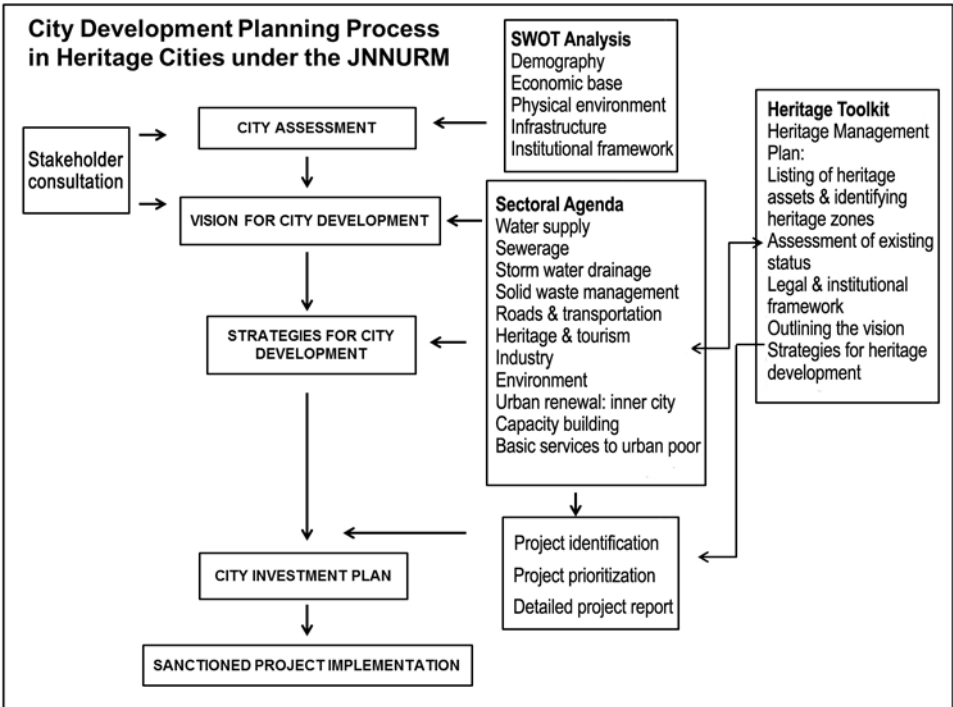 City Development Planning Process
in Heritage Cities under the JNNURM
SWOT Analysis
Demography
Economic base
Physical environment
Infrastructure
Institutional framework
CITY ASSESSMENT
Stakeholder
consultation
VISION FOR CITY DEVELOPMENT
Sectoral Agenda
Water supply
Sewerage
Storm water drainage
Solid waste management
Roads & transportation
Heritage & tourism
Industry
Environment
Urban renewal: inner city
Capacity building
Basic services to urban poor
Heritage Toolkit
Heritage Management
Plan:
Listing of heritage
assets & identifying
heritage zones
Assessment of existing
status
Legal & institutional
framework
Outlining the vision
Strategies for heritage
development
STRATEGIES FOR CITY
DEVELOPMENT
Project identification
Project prioritization
Detailed project report
CITY INVESTMENT PLAN
SANCTIONED PROJECT IMPLEMENTATION